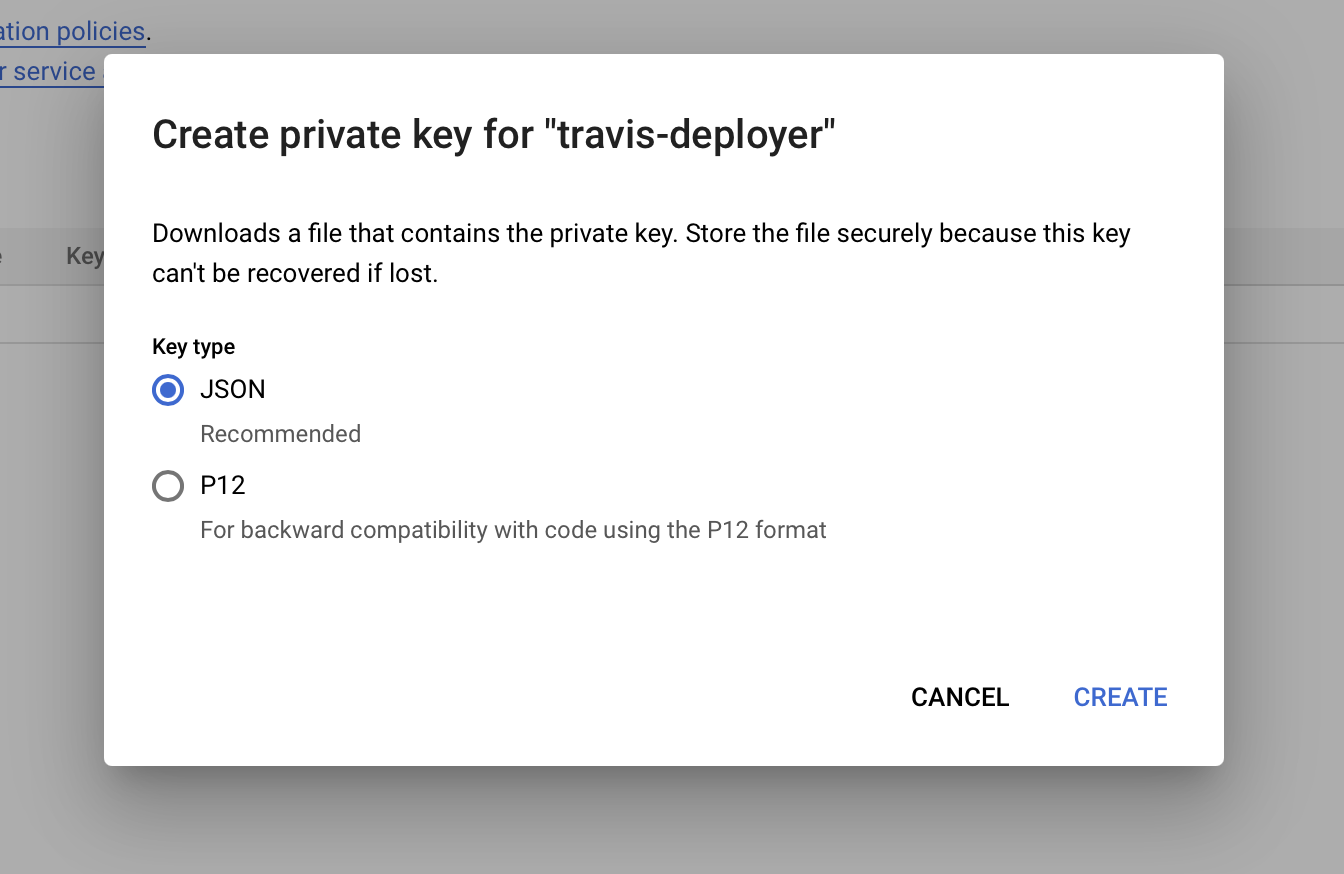 ation policies.
r service
Create private key for "travis-deployer"
Downloads a file that contains the private key. Store the file securely because this key
can't be recovered if lost.
Key
Key type
JSON
Recommended
P12
For backward compatibility with code using the P12 format
CANCEL CREATE